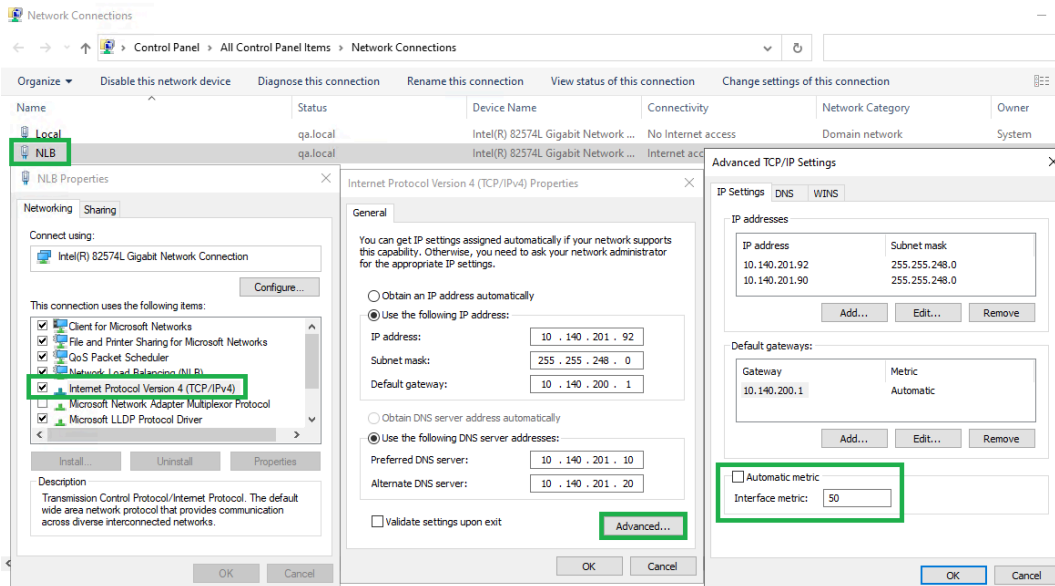 Network Connections
Control Panel > All Control Panel Items > Network Connections
Organize Disable this network device Diagnose this connection Rename this connection View status of this connection Change settings of this connection
Name Status Device Name Connectivity Network Category Owner
Local qa.local Intel(R) 82574L Gigabit Network ... No Internet access Domain network System
NLB qa.local Intel(R) 82574L Gigabit Network ... Internet acc
NLB Properties
Networking Sharing
Connect using:
Intel(R) 82574L Gigabit Network Connection
Configure...
This connection uses the following items:
Client for Microsoft Networks
File and Printer Sharing for Microsoft Networks
QoS Packet Scheduler
Network Load Balancing (NLB)
Internet Protocol Version 4 (TCP/IPv4)
Microsoft Network Adapter Multiplexor Protocol
Microsoft LLDP Protocol Driver
Install... Uninstall Properties
Description
Transmission Control Protocol/Internet Protocol. The default
wide area network protocol that provides communication
across diverse interconnected networks.
OK Cancel
Internet Protocol Version 4 (TCP/IPv4) Properties
General
You can get IP settings assigned automatically if your network supports
this capability. Otherwise, you need to ask your network administrator
for the appropriate IP settings.
Obtain an IP address automatically
Use the following IP address:
IP address: 10 . 140 . 201 . 92
Subnet mask: 255 . 255 . 248 . 0
Default gateway: 10 . 140 . 200 . 1
Obtain DNS server address automatically
Use the following DNS server addresses:
Preferred DNS server: 10 . 140 . 201 . 10
Alternate DNS server: 10 . 140 . 201 . 20
Validate settings upon exit
Advanced...
OK Cancel
Advanced TCP/IP Settings
IP Settings DNS WINS
IP addresses
IP address Subnet mask
10.140.201.92 255.255.248.0
10.140.201.90 255.255.248.0
Add... Edit... Remove
Default gateways:
Gateway Metric
10.140.200.1 Automatic
Add... Edit... Remove
Automatic metric
Interface metric: 50
OK Cancel